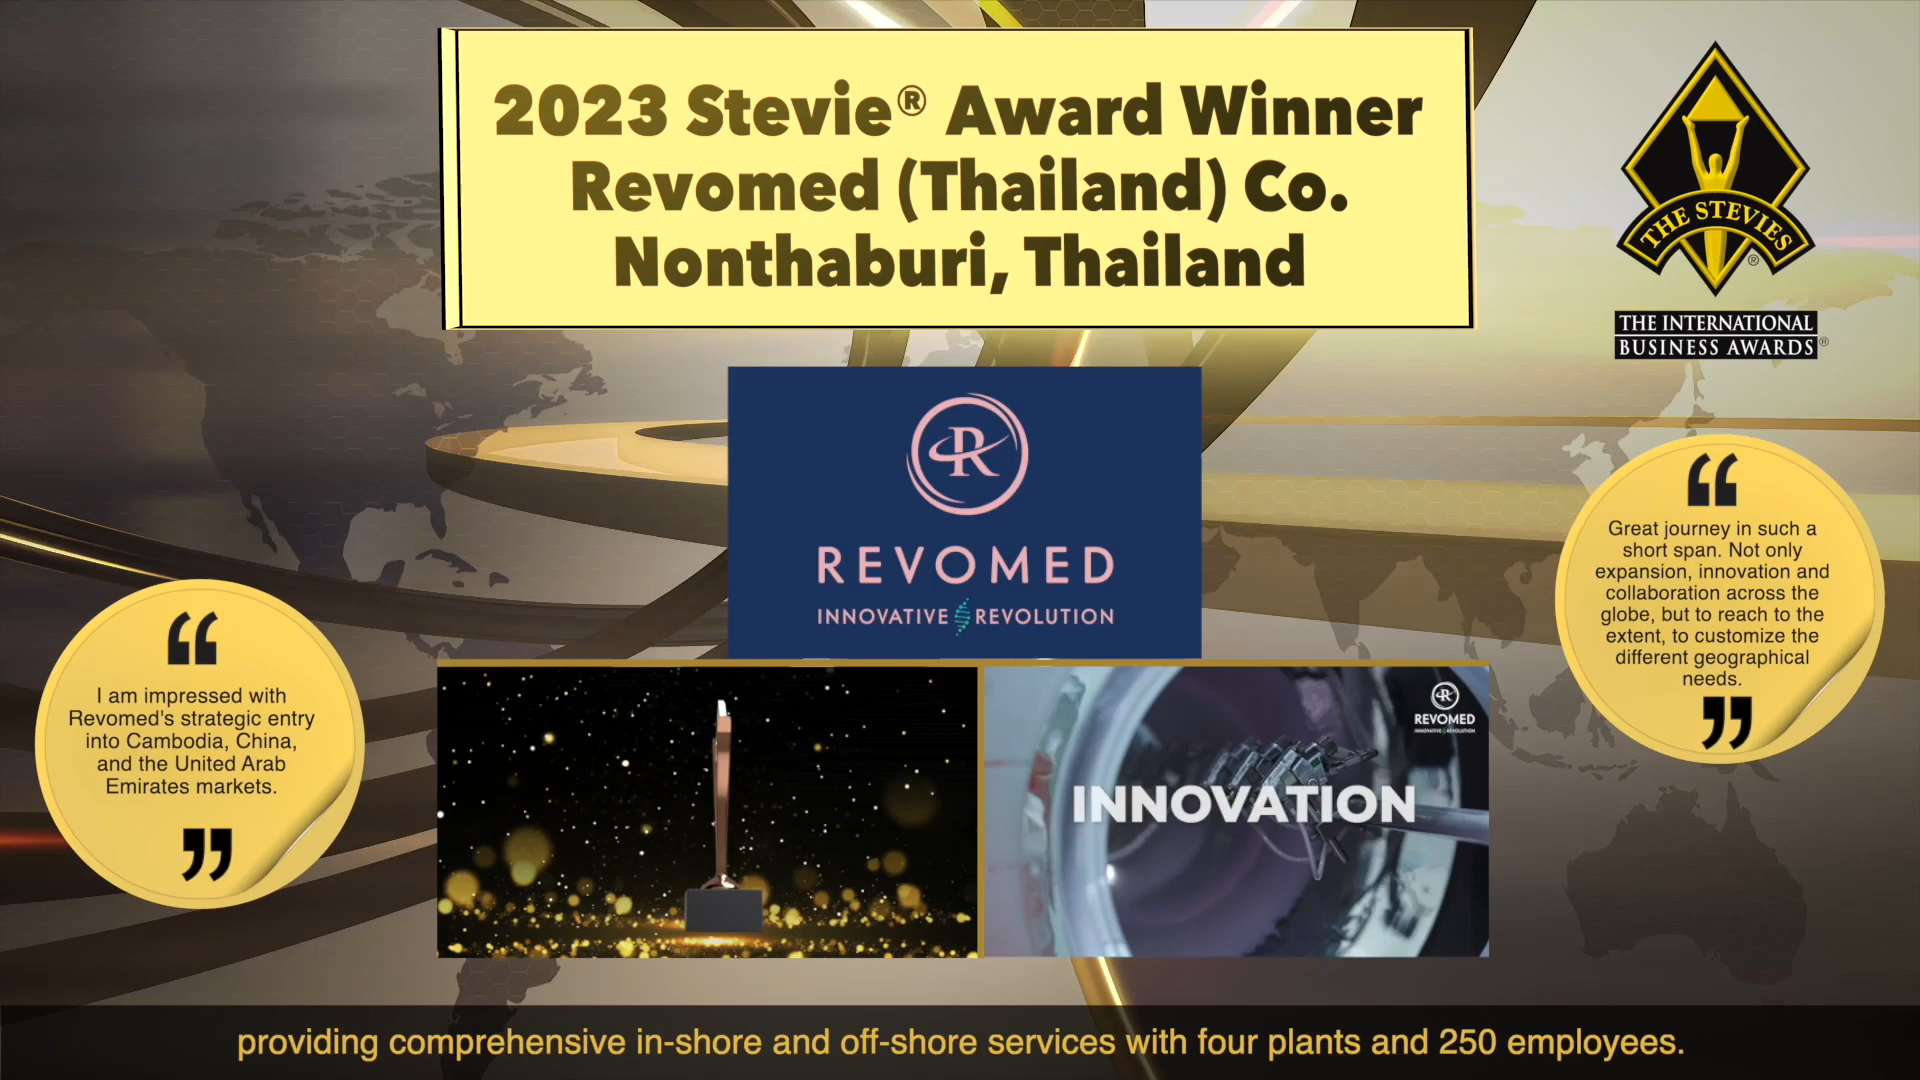 2023 Stevie® Award Winner
Revomed (Thailand) Co.
Nonthaburi, Thailand
THE STEVIES
®
THE INTERNATIONAL
BUSINESS AWARDS®
R
REVOMED
INNOVATIVE REVOLUTION
“
Great journey in such a
short span. Not only
expansion, innovation and
collaboration across the
globe, but to reach to the
extent, to customize the
different geographical
needs.
”
“
I am impressed with
Revomed's strategic entry
into Cambodia, China,
and the United Arab
Emirates markets.
”
R
REVOMED
INNOVATIVE REVOLUTION
INNOVATION
providing comprehensive in-shore and off-shore services with four plants and 250 employees.